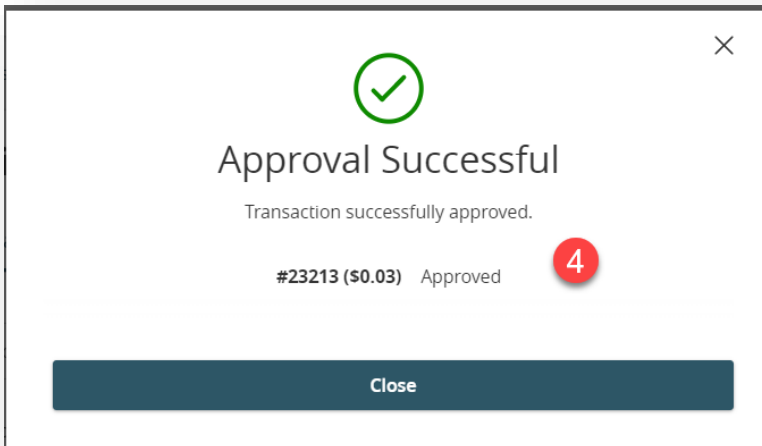 Approval Successful
Transaction successfully approved.
#23213 ($0.03) Approved
4
Close